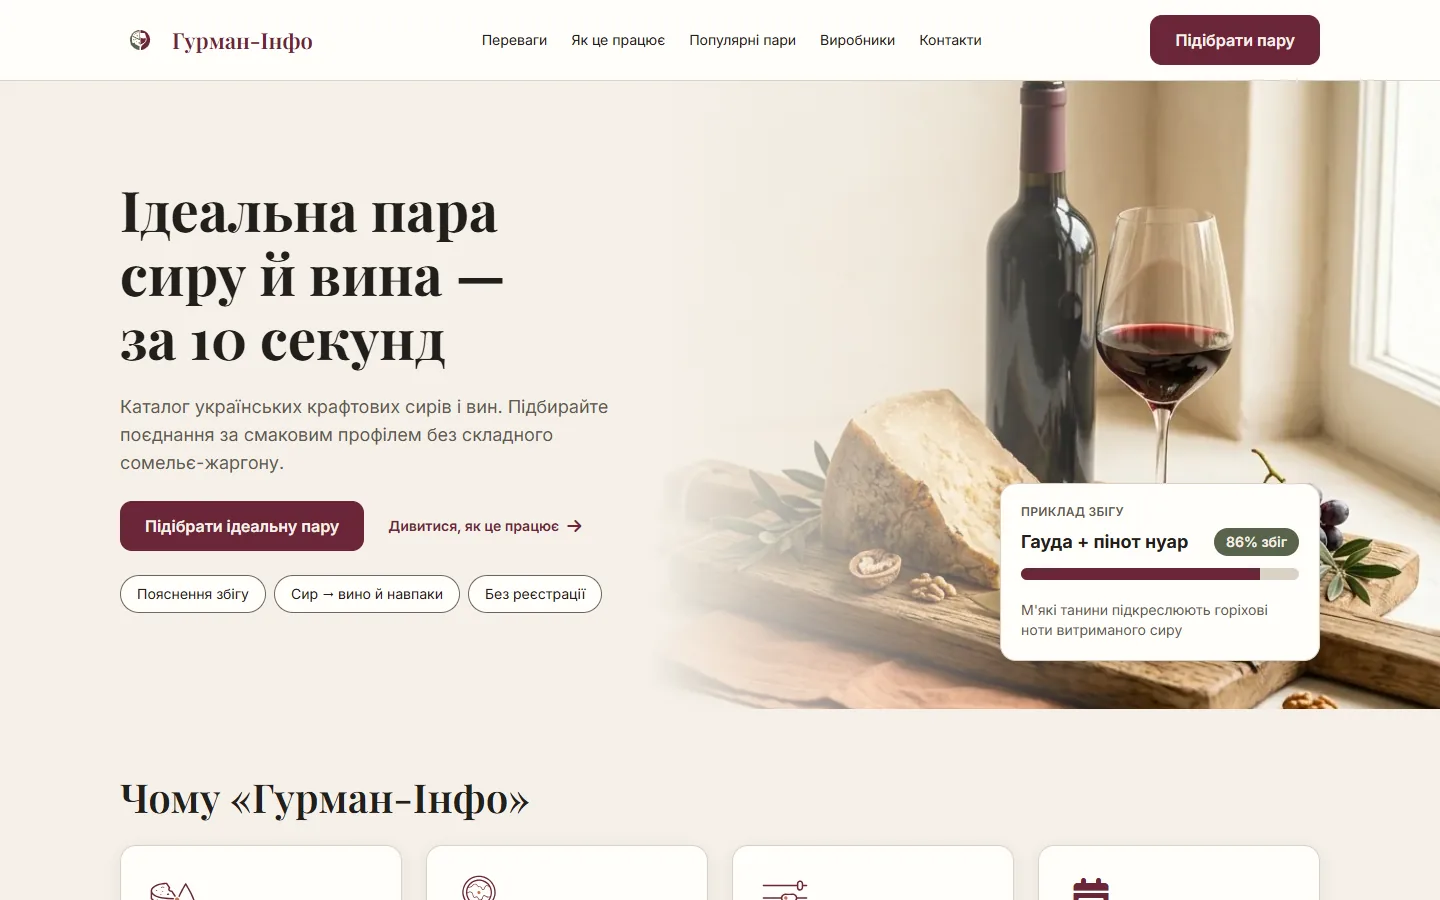 Гурман-Інфо
Переваги
Як це працює
Популярні пари
Виробники
Контакти
Підібрати пару
Ідеальна пара
сиру й вина —
за 10 секунд
Каталог українських крафтових сирів і вин. Підбирайте
поєднання за смаковим профілем без складного
сомельє-жаргону.
Підібрати ідеальну пару
Дивитися, як це працює →
Пояснення збігу
Сир → вино й навпаки
Без реєстрації
ПРИКЛАД ЗБІГУ
Гауда + пінот нуар
86% збіг
М'які таніни підкреслюють горіхові
ноти витриманого сиру
Чому «Гурман-Інфо»